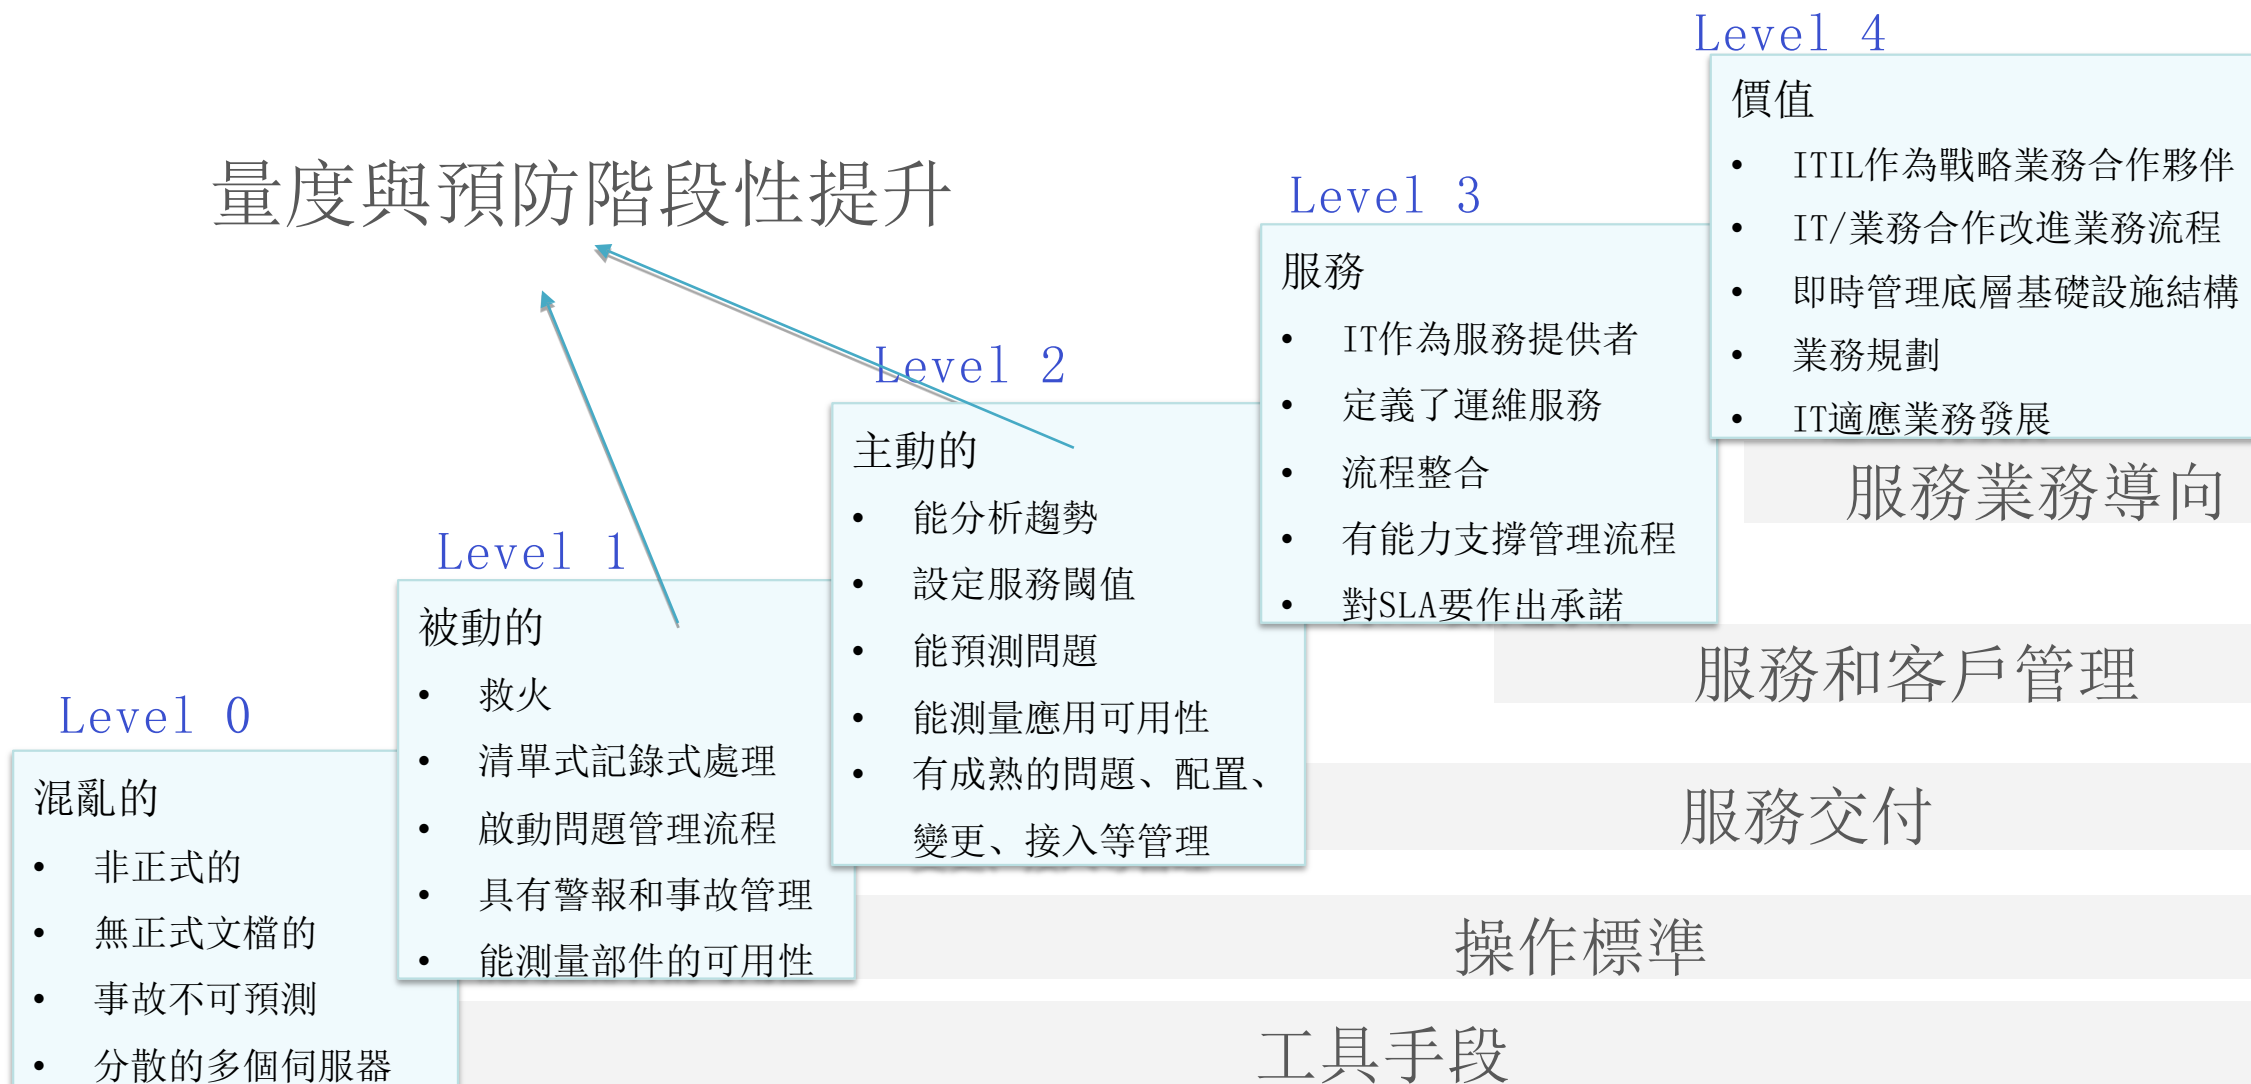 量度與預防階段性提升
Level 0
混亂的
• 非正式的
• 無正式文檔的
• 事故不可預測
• 分散的多個伺服器
Level 1
被動的
• 救火
• 清單式記錄式處理
• 啟動問題管理流程
• 具有警報和事故管理
• 能測量部件的可用性
Level 2
主動的
• 能分析趨勢
• 設定服務閾值
• 能預測問題
• 能測量應用可用性
• 有成熟的問題、配置、
變更、接入等管理
Level 3
服務
• IT作為服務提供者
• 定義了運維服務
• 流程整合
• 有能力支撐管理流程
• 對SLA要作出承諾
Level 4
價值
• ITIL作為戰略業務合作夥伴
• IT/業務合作改進業務流程
• 即時管理底層基礎設施結構
• 業務規劃
• IT適應業務發展
服務業務導向
服務和客戶管理
服務交付
操作標準
工具手段